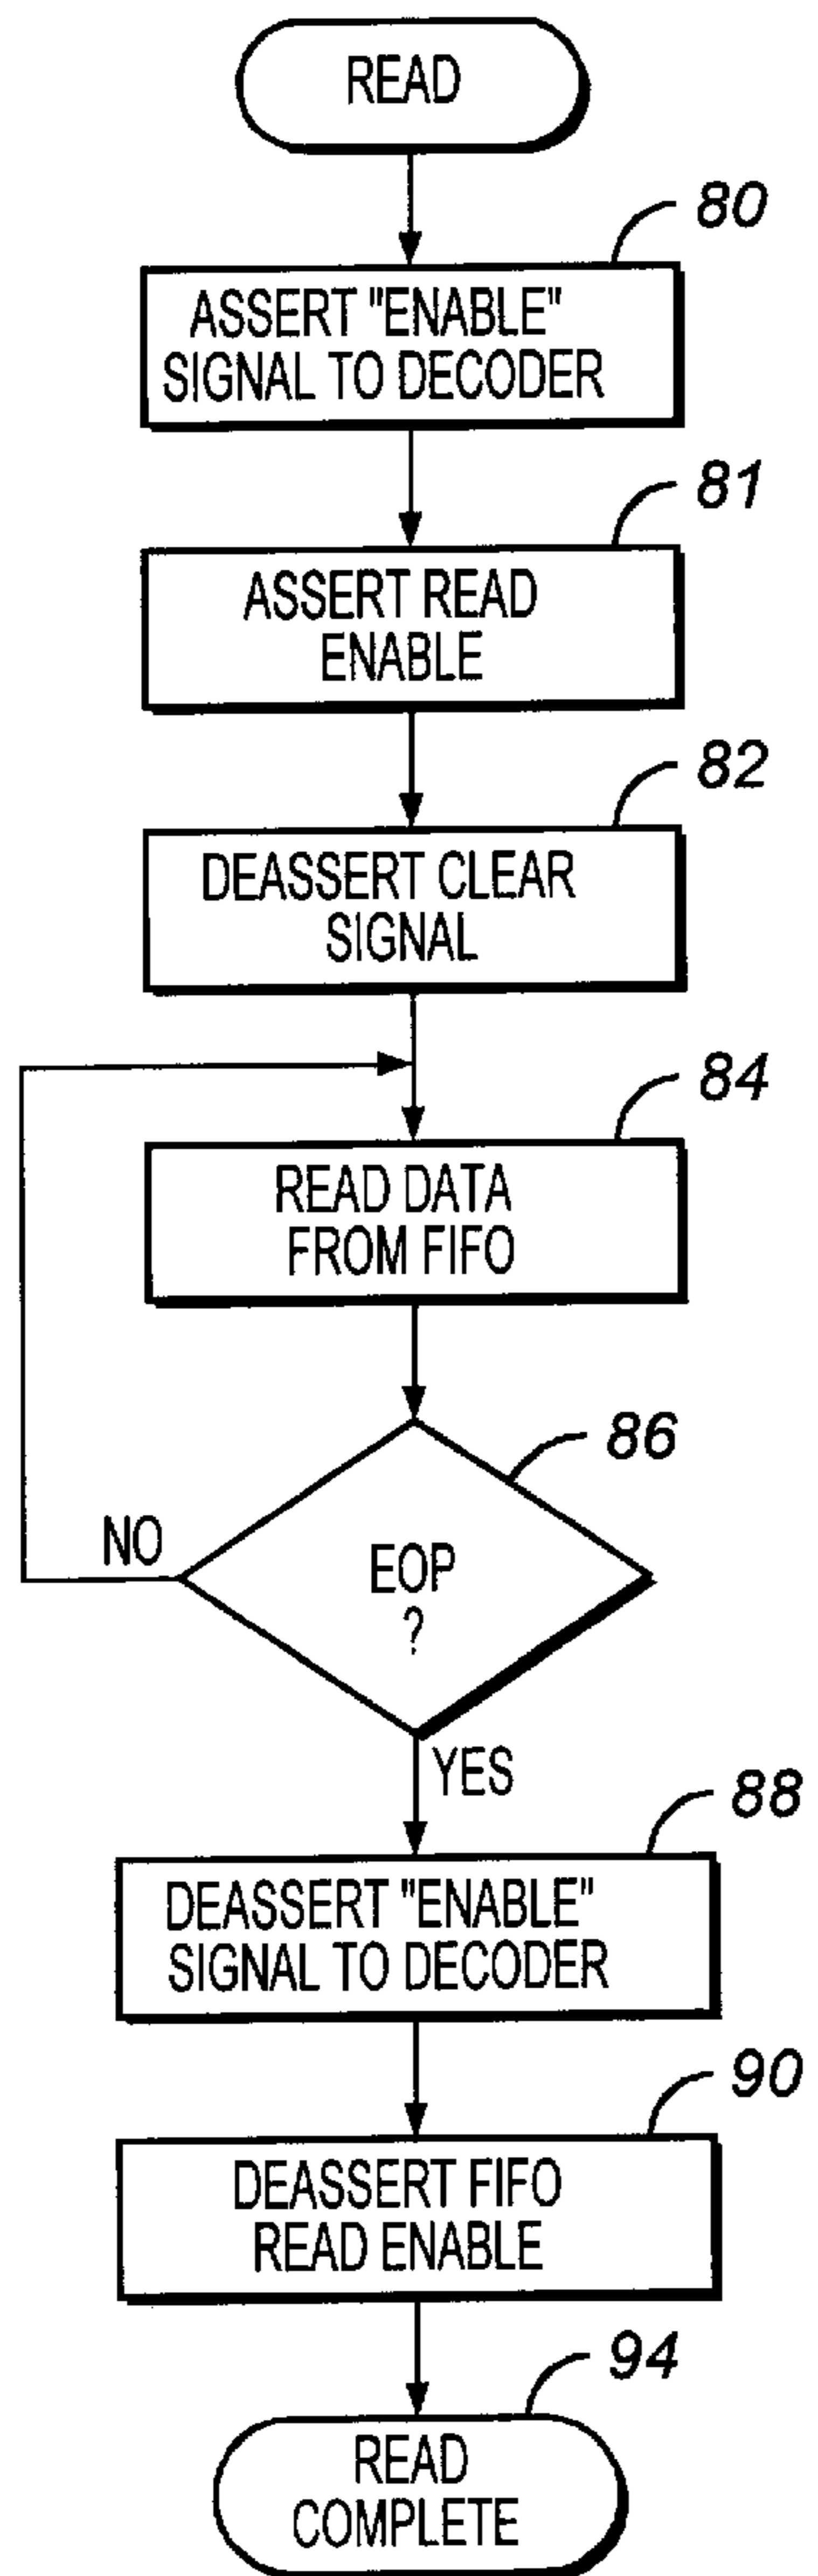 READ
80
ASSERT "ENABLE"
SIGNAL TO DECODER
81
ASSERT READ
ENABLE
82
DEASSERT CLEAR
SIGNAL
84
READ DATA
FROM FIFO
86
NO
EOP
?
YES
88
DEASSERT "ENABLE"
SIGNAL TO DECODER
90
DEASSERT FIFO
READ ENABLE
94
READ
COMPLETE